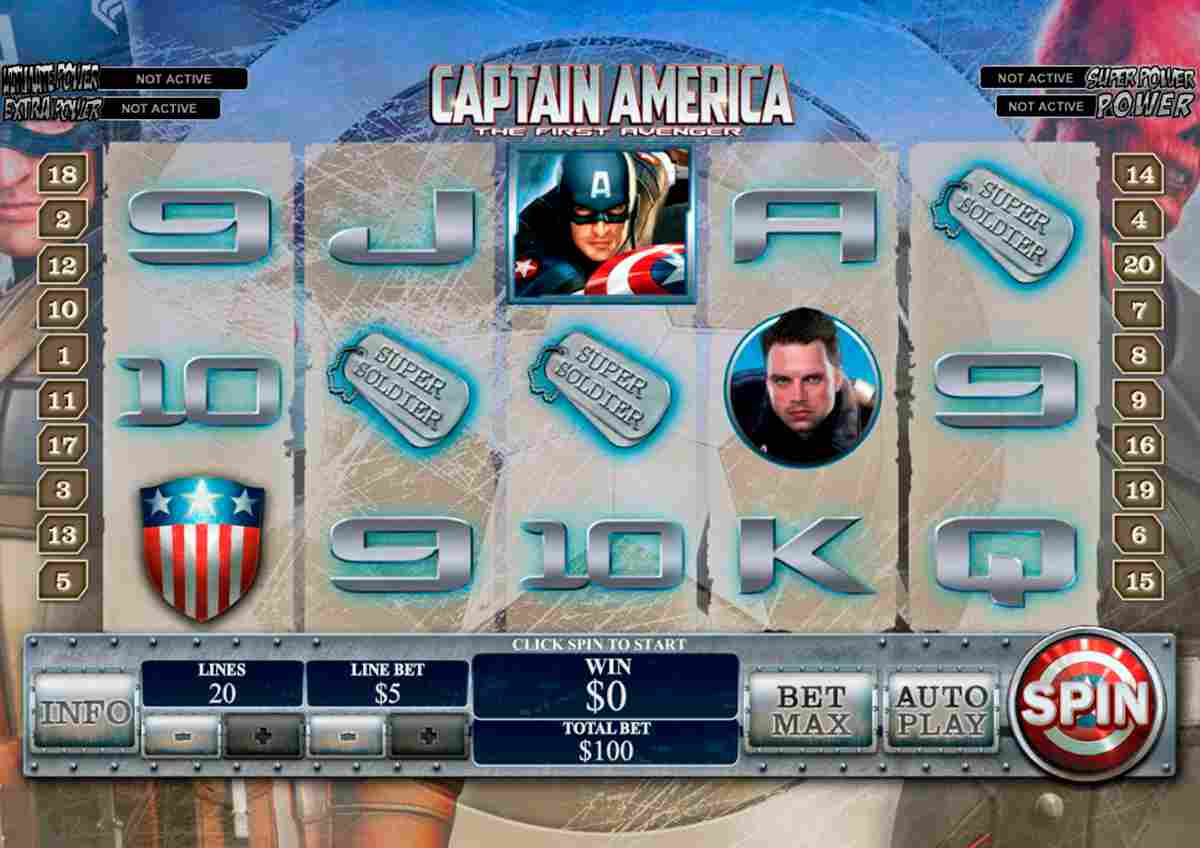 ULTIMATE POWER NOT ACTIVE
EXTRA POWER NOT ACTIVE
CAPTAIN AMERICA
THE FIRST AVENGER
NOT ACTIVE SUPER POWER
NOT ACTIVE POWER
18
2
12
10
1
11
17
3
13
5
9 J A A SUPER SOLDIER
10 SUPER SOLDIER SUPER SOLDIER 9
9 10 K Q
14
4
20
7
8
9
16
19
6
15
CLICK SPIN TO START
INFO
LINES
20
-
+
LINE BET
$5
-
+
WIN
$0
TOTAL BET
$100
BET
MAX
AUTO
PLAY
SPIN